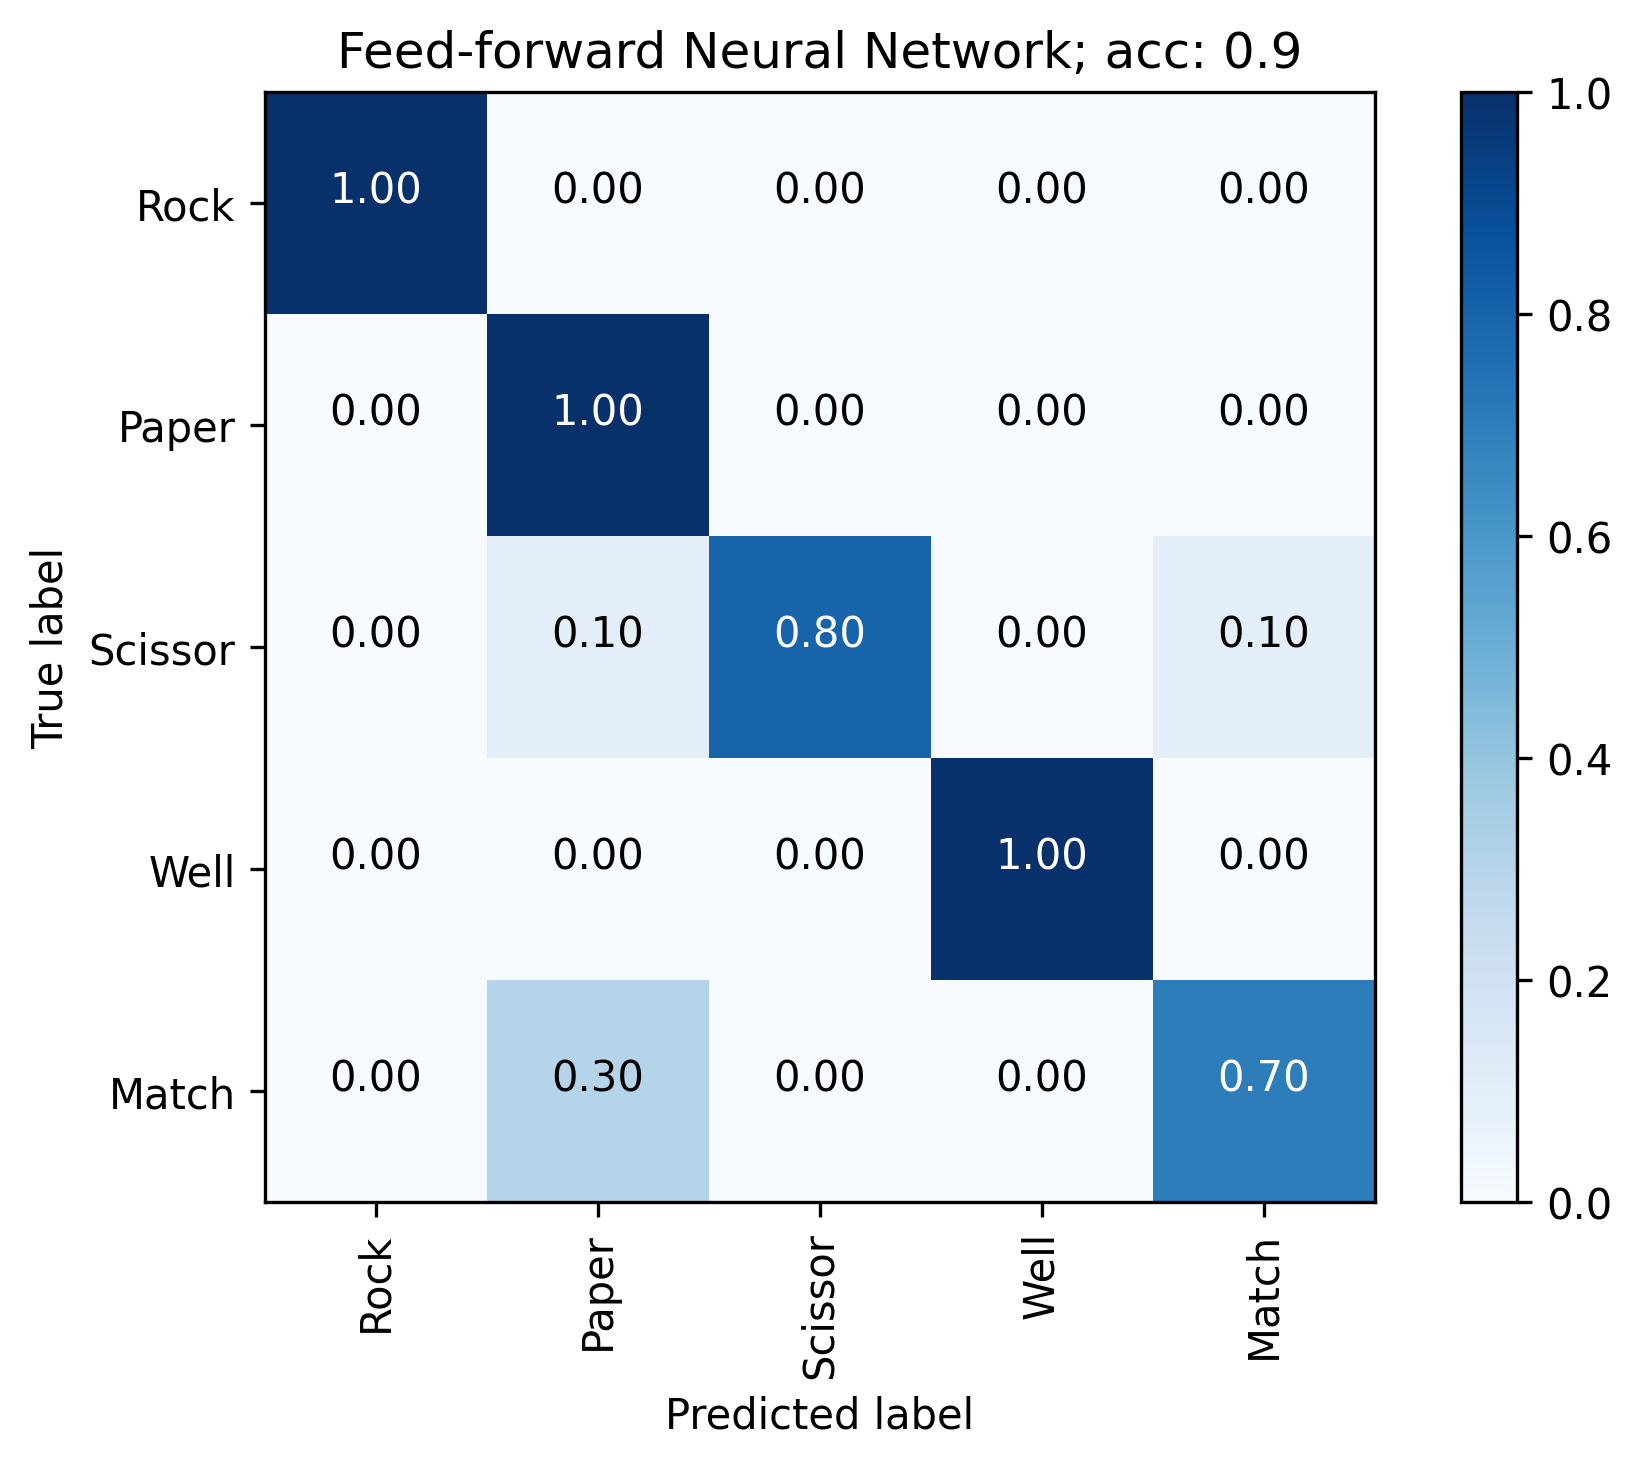 Feed-forward Neural Network; acc: 0.9
Rock 1.00 0.00 0.00 0.00 0.00
Paper 0.00 1.00 0.00 0.00 0.00
Scissor 0.00 0.10 0.80 0.00 0.10
Well 0.00 0.00 0.00 1.00 0.00
Match 0.00 0.30 0.00 0.00 0.70
True label
Rock Paper Scissor Well Match
Predicted label
1.0
0.8
0.6
0.4
0.2
0.0